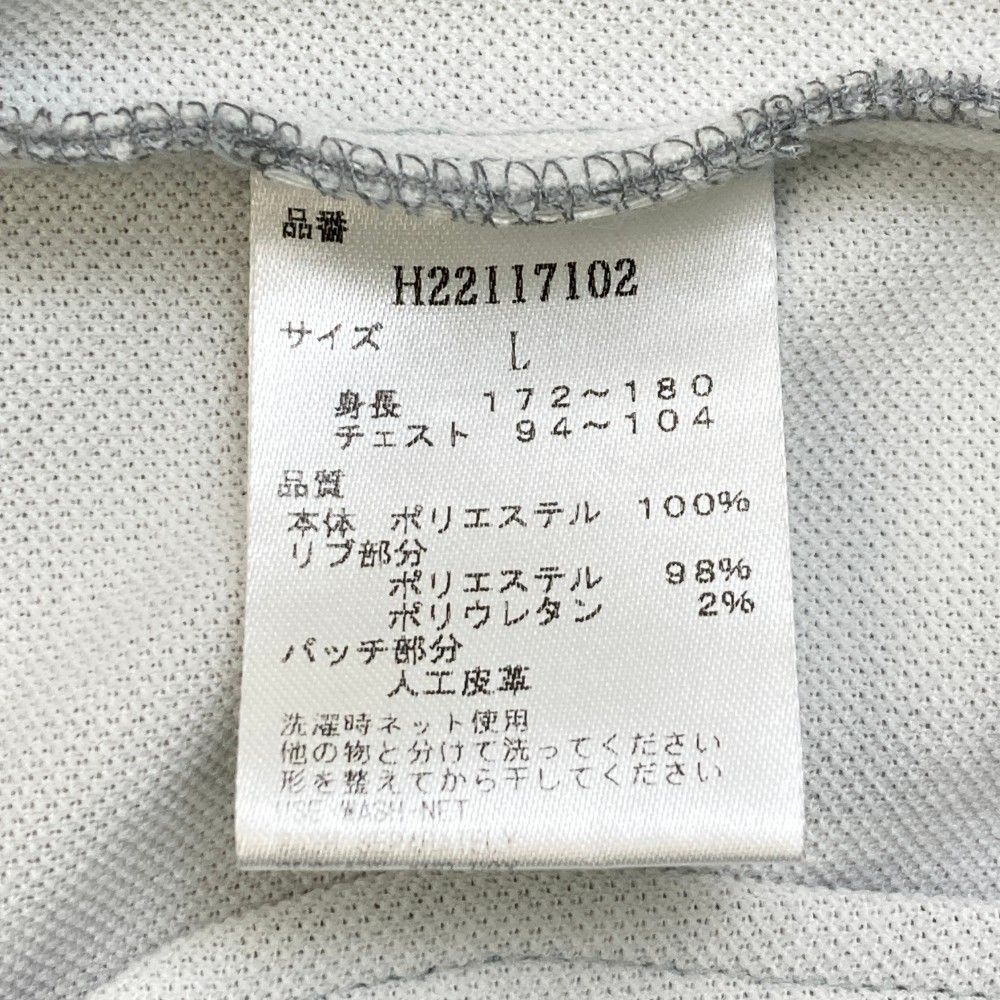 品番
H22117102
サイズ L
身長 172～180
チェスト 94～104
品質
本体 ポリエステル 100%
リブ部分
ポリエステル 98%
ポリウレタン 2%
パッチ部分
人工皮革
洗濯時ネット使用
他の物と分けて洗ってください
形を整えてから干してください
USE WASH-NET